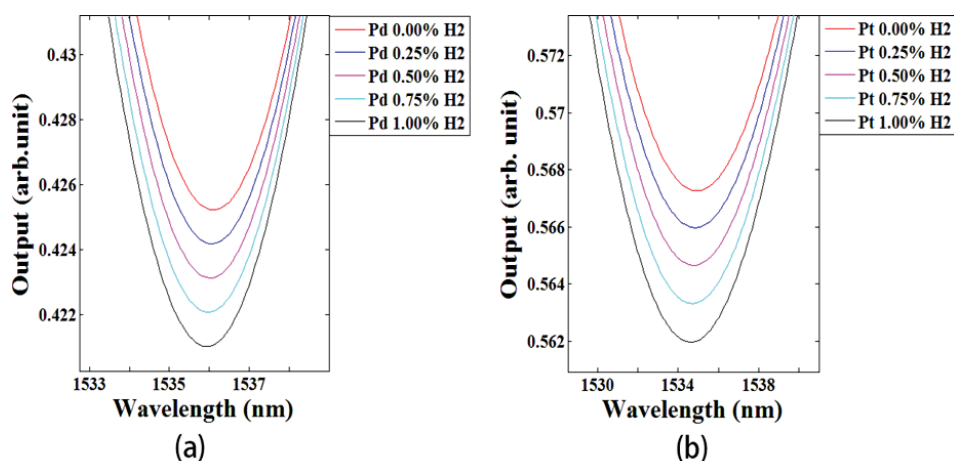 Output (arb.unit)
0.43
0.428
0.426
0.424
0.422
1533
1535
1537
Wavelength (nm)
Pd 0.00% H2
Pd 0.25% H2
Pd 0.50% H2
Pd 0.75% H2
Pd 1.00% H2
(a)
Output (arb. unit)
0.572
0.57
0.568
0.566
0.564
0.562
1530
1534
1538
Wavelength (nm)
Pt 0.00% H2
Pt 0.25% H2
Pt 0.50% H2
Pt 0.75% H2
Pt 1.00% H2
(b)